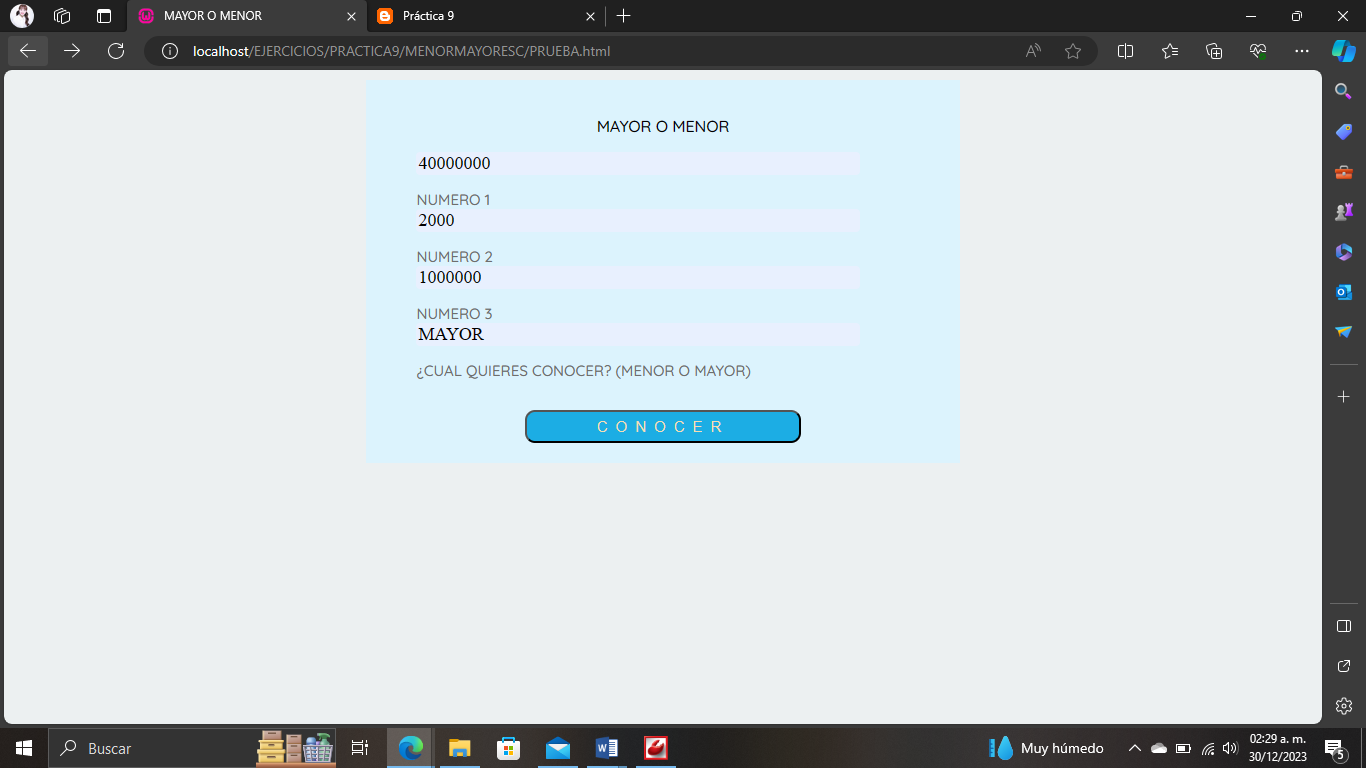 MAYOR O MENOR
Práctica 9
localhost/EJERCICIOS/PRACTICA9/MENORMAYORESC/PRUEBA.html
MAYOR O MENOR
40000000
NUMERO 1
2000
NUMERO 2
1000000
NUMERO 3
MAYOR
¿CUAL QUIERES CONOCER? (MENOR O MAYOR)
CONOCER
Buscar
Muy húmedo
02:29 a. m.
30/12/2023
5